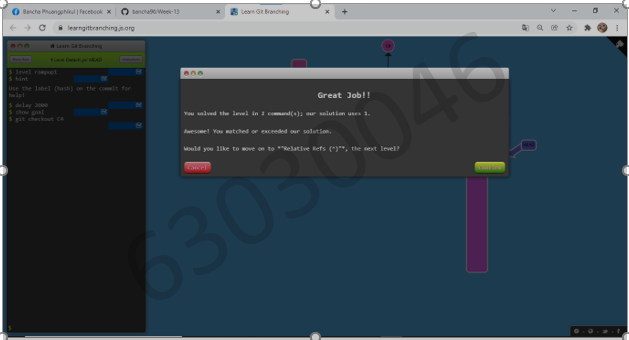 Bancha Phuangphikul | Facebook
bancha96/Week-13
Learn Git Branching
learngitbranching.js.org
Learn Git Branching
$ level rampup1
$ hint
Use the label (hash) on the commit for
help!
$ delay 2000
$ show goal
$ git checkout C4
$
Great Job!!
You solved the level in 2 command(s); our solution uses 1.
Awesome! You matched or exceeded our solution.
Would you like to move on to "Relative Refs (^)", the next level?
Cancel
Confirm
63030046